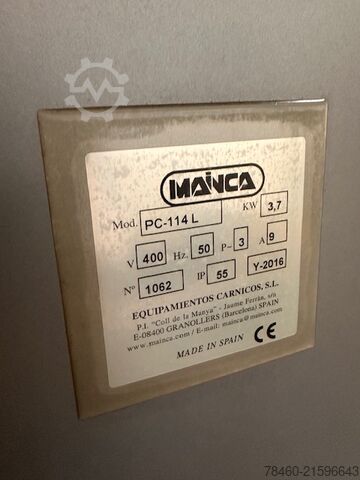 MAINCA
Mod. PC-114 L KW 3,7
V 400 Hz. 50 P~ 3 A 9
Nº 1062 IP 55 Y-2016
EQUIPAMIENTOS CARNICOS, S.L.
P.I. "Coll de la Manya" - Jaume Ferrán, s/n
E-08400 GRANOLLERS (Barcelona) SPAIN
www.mainca.com / E-mail: mainca@mainca.com
MADE IN SPAIN CE
78460-21596643